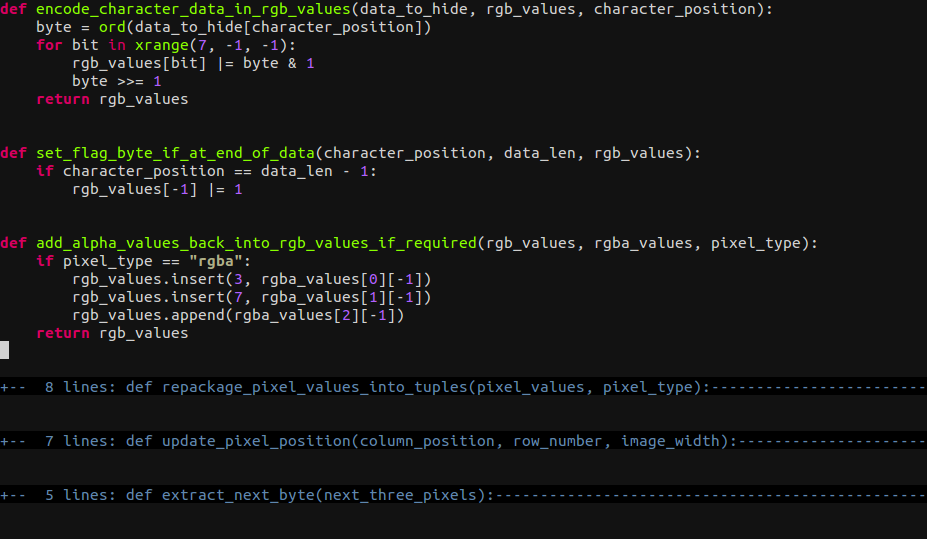 def encode_character_data_in_rgb_values(data_to_hide, rgb_values, character_position):
    byte = ord(data_to_hide[character_position])
    for bit in xrange(7, -1, -1):
        rgb_values[bit] |= byte & 1
        byte >>= 1
    return rgb_values
def set_flag_byte_if_at_end_of_data(character_position, data_len, rgb_values):
    if character_position == data_len - 1:
        rgb_values[-1] |= 1
def add_alpha_values_back_into_rgb_values_if_required(rgb_values, rgba_values, pixel_type):
    if pixel_type == "rgba":
        rgb_values.insert(3, rgba_values[0][-1])
        rgb_values.insert(7, rgba_values[1][-1])
        rgb_values.append(rgba_values[2][-1])
    return rgb_values
+--  8 lines: def repackage_pixel_values_into_tuples(pixel_values, pixel_type):------------------------
+--  7 lines: def update_pixel_position(column_position, row_number, image_width):---------------------
+--  5 lines: def extract_next_byte(next_three_pixels):------------------------------------------------